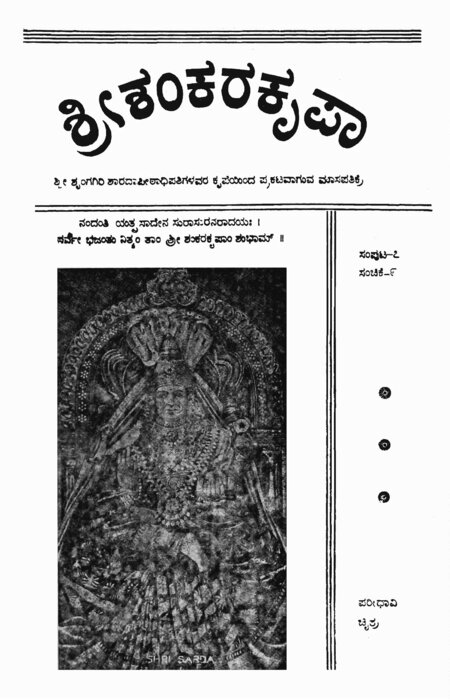 ಶ್ರೀಶಂಕರಕೃಪಾ
ಶ್ರೀ ಶೃಂಗಗಿರಿ ಶಾರದಾಪೀಠಾಧಿಪತಿಗಳವರ ಕೃಪೆಯಿಂದ ಪ್ರಕಟವಾಗುವ ಮಾಸಪತ್ರಿಕೆ
ನಂದಂತಿ ಯತ್ಪ್ರಸಾದೇನ ಸುರಾಸುರನರಾದಯಃ ।
ಸರ್ವೇ ಭಜಂತು ನಿತ್ಯಂ ತಾಂ ಶ್ರೀ ಶಂಕರಕೃಪಾಂ ಶುಭಾಮ್ ॥
ಸಂಪುಟ-೭
ಸಂಚಿಕೆ-೯
SHRI SARDA
ಪರೀಧಾವಿ
ಚೈತ್ರ